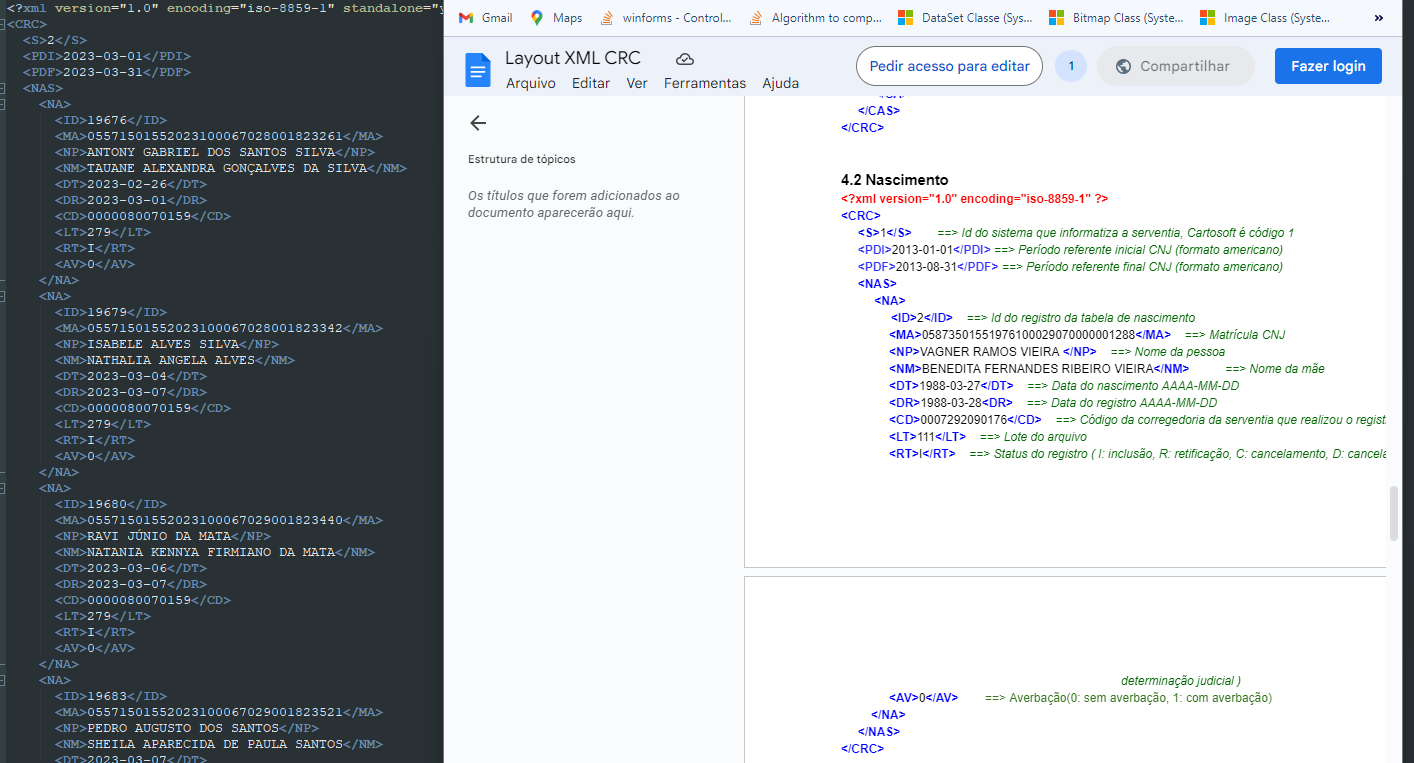 <?xml version="1.0" encoding="iso-8859-1" standalone="y
<CRC>
<S>2</S>
<PDI>2023-03-01</PDI>
<PDF>2023-03-31</PDF>
<NAS>
<NA>
<ID>19676</ID>
<MA>05571501552023100067028001823261</MA>
<NP>ANTONY GABRIEL DOS SANTOS SILVA</NP>
<NM>TAUANE ALEXANDRA GONÇALVES DA SILVA</NM>
<DT>2023-02-26</DT>
<DR>2023-03-01</DR>
<CD>0000080070159</CD>
<LT>279</LT>
<RT>I</RT>
<AV>0</AV>
</NA>
<NA>
<ID>19679</ID>
<MA>05571501552023100067028001823342</MA>
<NP>ISABELE ALVES SILVA</NP>
<NM>NATHALIA ANGELA ALVES</NM>
<DT>2023-03-04</DT>
<DR>2023-03-07</DR>
<CD>0000080070159</CD>
<LT>279</LT>
<RT>I</RT>
<AV>0</AV>
</NA>
<NA>
<ID>19680</ID>
<MA>05571501552023100067029001823440</MA>
<NP>RAVI JÚNIO DA MATA</NP>
<NM>NATANIA KENNYA FIRMIANO DA MATA</NM>
<DT>2023-03-06</DT>
<DR>2023-03-07</DR>
<CD>0000080070159</CD>
<LT>279</LT>
<RT>I</RT>
<AV>0</AV>
</NA>
<NA>
<ID>19683</ID>
<MA>05571501552023100067029001823521</MA>
<NP>PEDRO AUGUSTO DOS SANTOS</NP>
<NM>SHEILA APARECIDA DE PAULA SANTOS</NM>
<DT>2023-03-07</DT>
Gmail Maps winforms - Control... Algorithm to comp... DataSet Classe (Sys... Bitmap Class (Syste... Image Class (Syste... »
Layout XML CRC
Arquivo Editar Ver Ferramentas Ajuda
Pedir acesso para editar 1 Compartilhar Fazer login
Estrutura de tópicos
Os títulos que forem adicionados ao
documento aparecerão aqui.
</CAS>
</CRC>
4.2 Nascimento
<?xml version="1.0" encoding="iso-8859-1" ?>
<CRC>
<S>1</S> ==> Id do sistema que informatiza a serventia, Cartosoft é código 1
<PDI>2013-01-01</PDI> ==> Período referente inicial CNJ (formato americano)
<PDF>2013-08-31</PDF> ==> Período referente final CNJ (formato americano)
<NAS>
<NA>
<ID>2</ID> ==> Id do registro da tabela de nascimento
<MA>05873501551976100029070000001288</MA> ==> Matrícula CNJ
<NP>VAGNER RAMOS VIEIRA </NP> ==> Nome da pessoa
<NM>BENEDITA FERNANDES RIBEIRO VIEIRA</NM> ==> Nome da mãe
<DT>1988-03-27</DT> ==> Data do nascimento AAAA-MM-DD
<DR>1988-03-28<DR> ==> Data do registro AAAA-MM-DD
<CD>0007292090176</CD> ==> Código da corregedoria da serventia que realizou o regist
<LT>111</LT> ==> Lote do arquivo
<RT>I</RT> ==> Status do registro ( I: inclusão, R: retificação, C: cancelamento, D: cancela
determinação judicial )
<AV>0</AV> ==> Averbação(0: sem averbação, 1: com averbação)
</NA>
</NAS>
</CRC>